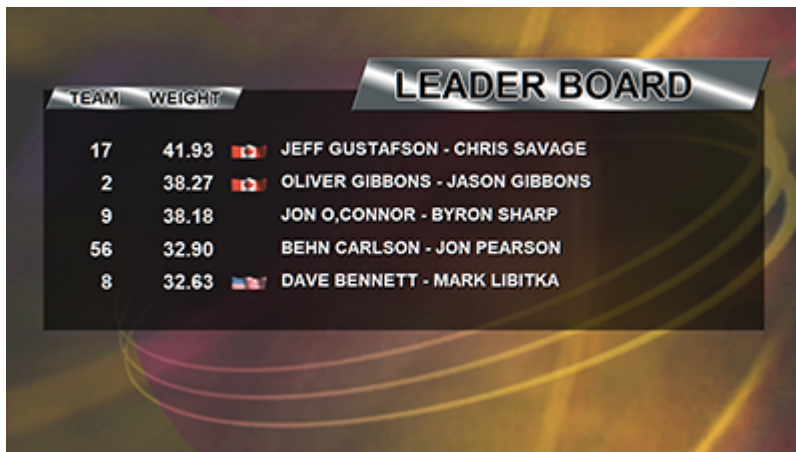 LEADER BOARD
TEAM WEIGHT
17 41.93 JEFF GUSTAFSON - CHRIS SAVAGE
2 38.27 OLIVER GIBBONS - JASON GIBBONS
9 38.18 JON O,CONNOR - BYRON SHARP
56 32.90 BEHN CARLSON - JON PEARSON
8 32.63 DAVE BENNETT - MARK LIBITKA